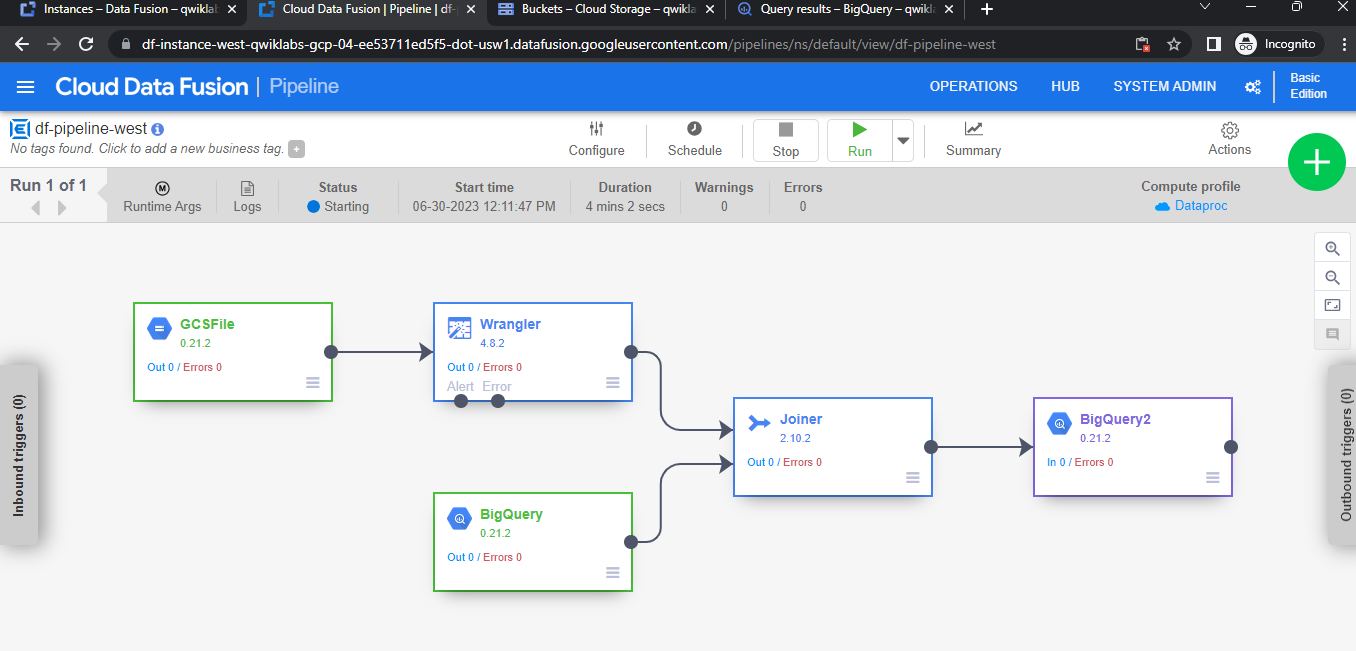 Instances – Data Fusion – qwikla
Cloud Data Fusion | Pipeline | df-
Buckets – Cloud Storage – qwikla
Query results – BigQuery – qwikl
df-instance-west-qwiklabs-gcp-04-ee53711ed5f5-dot-usw1.datafusion.googleusercontent.com/pipelines/ns/default/view/df-pipeline-west
Incognito
Cloud Data Fusion | Pipeline
OPERATIONS
HUB
SYSTEM ADMIN
Basic
Edition
df-pipeline-west
No tags found. Click to add a new business tag.
Configure
Schedule
Stop
Run
Summary
Actions
Run 1 of 1
Runtime Args
Logs
Status
Starting
Start time
06-30-2023 12:11:47 PM
Duration
4 mins 2 secs
Warnings
0
Errors
0
Compute profile
Dataproc
GCSFile
0.21.2
Out 0 / Errors 0
Wrangler
4.8.2
Out 0 / Errors 0
Alert Error
Joiner
2.10.2
Out 0 / Errors 0
BigQuery2
0.21.2
In 0 / Errors 0
BigQuery
0.21.2
Out 0 / Errors 0
Inbound triggers (0)
Outbound triggers (0)